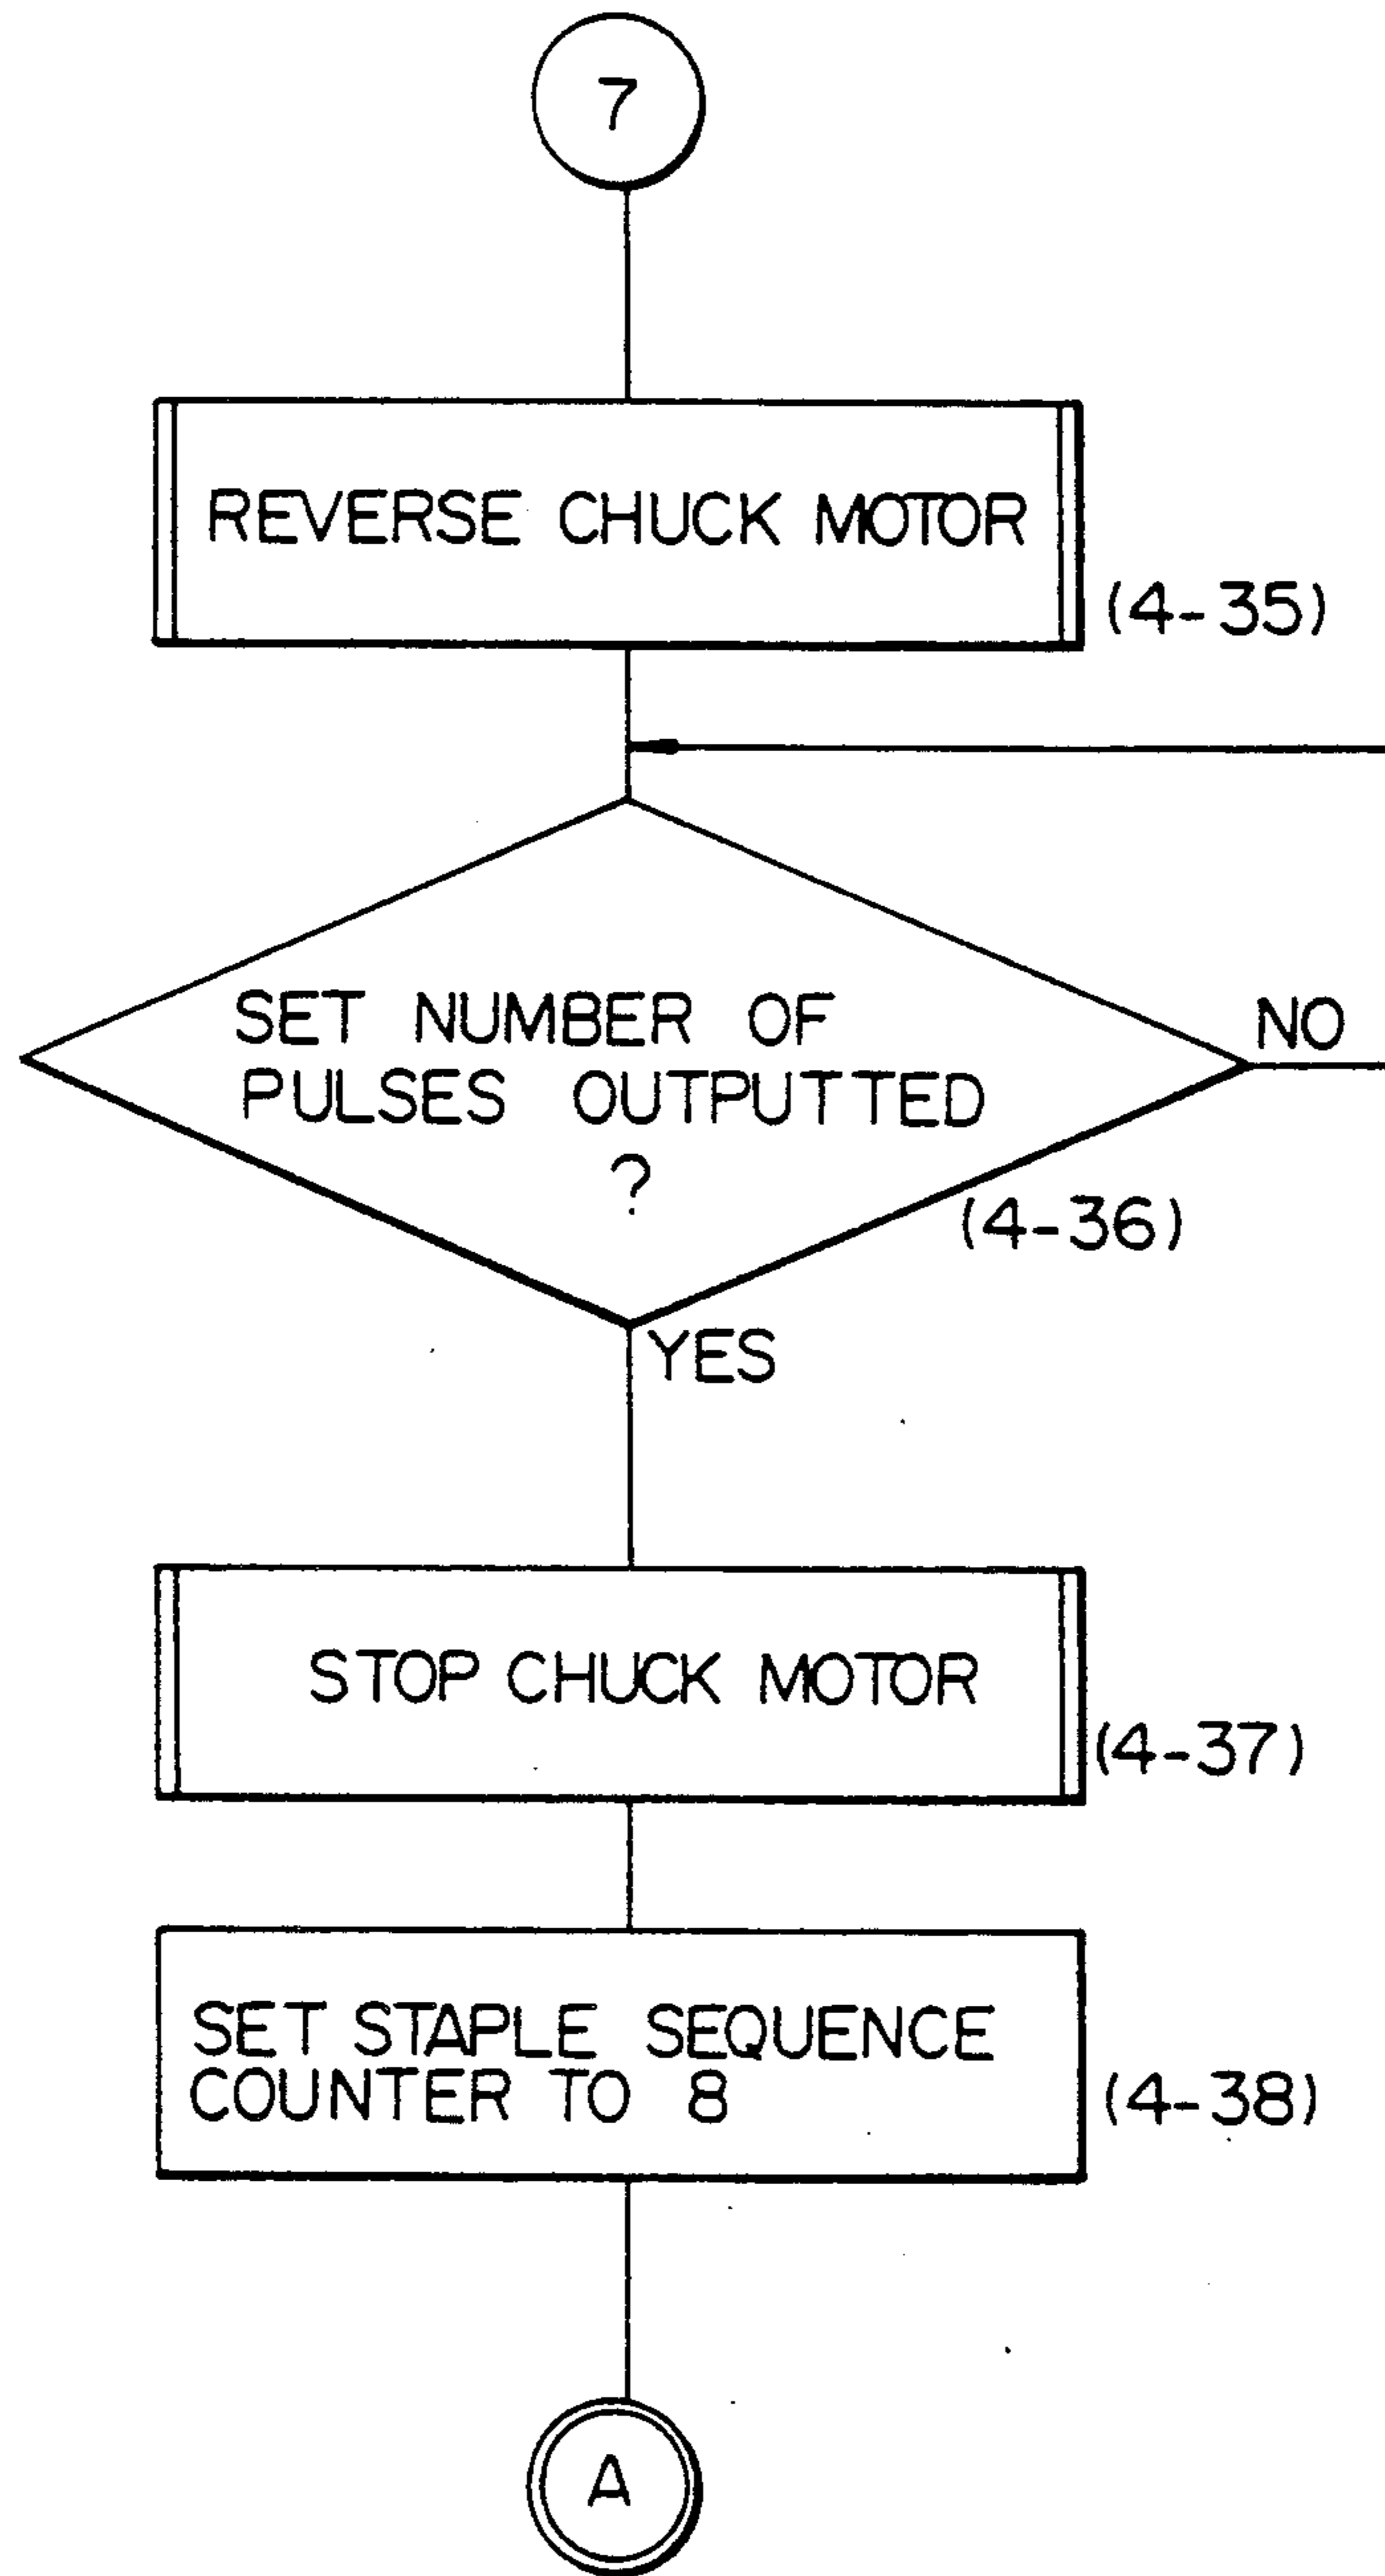 7
REVERSE CHUCK MOTOR
(4-35)
SET NUMBER OF
PULSES OUTPUTTED
?
NO
(4-36)
YES
STOP CHUCK MOTOR
(4-37)
SET STAPLE SEQUENCE
COUNTER TO 8
(4-38)
A